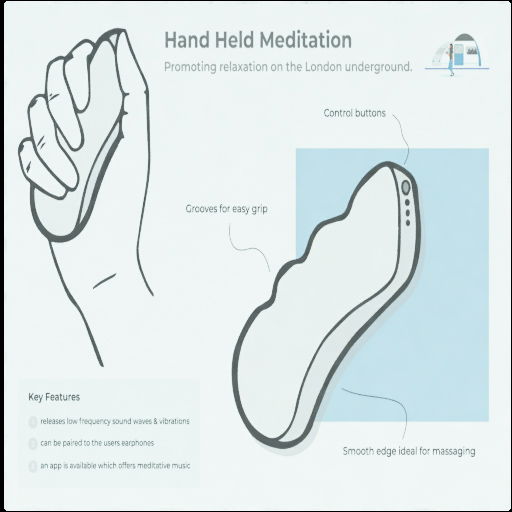 Hand Held Meditation
Promoting relaxation on the London underground.
Control buttons
Grooves for easy grip
Key Features
releases low frequency sound waves & vibrations
can be paired to the users earphones
an app is available which offers meditative music
Smooth edge ideal for massaging